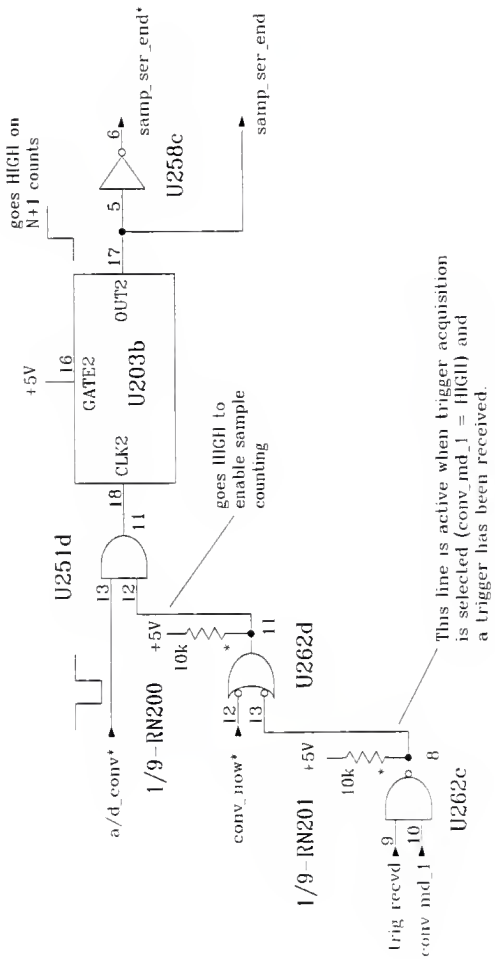 goes HIGH on
N+1 counts
+5V
16
GATE2
samp_ser_end*
6
5
U258c
17
OUT2
U203b
CLK2
18
11
samp_ser_end
U251d
13
12
a/d_conv*
goes HIGH to
enable sample
counting
1/9-RN200
+5V
10k
*
11
conv_now*
12
13
U262d
1/9-RN201
+5V
10k
*
8
trig recvd
9
conv md_1
10
U262c
This line is active when trigger acquisition
is selected (conv_md_1 = HIGH) and
a trigger has been received.